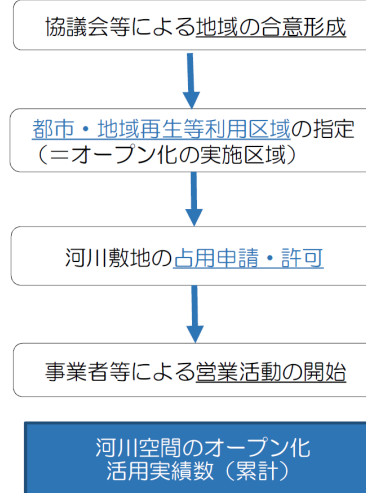 協議会等による地域の合意形成
都市・地域再生等利用区域の指定
（＝オープン化の実施区域）
河川敷地の占用申請・許可
事業者等による営業活動の開始
河川空間のオープン化
活用実績数（累計）